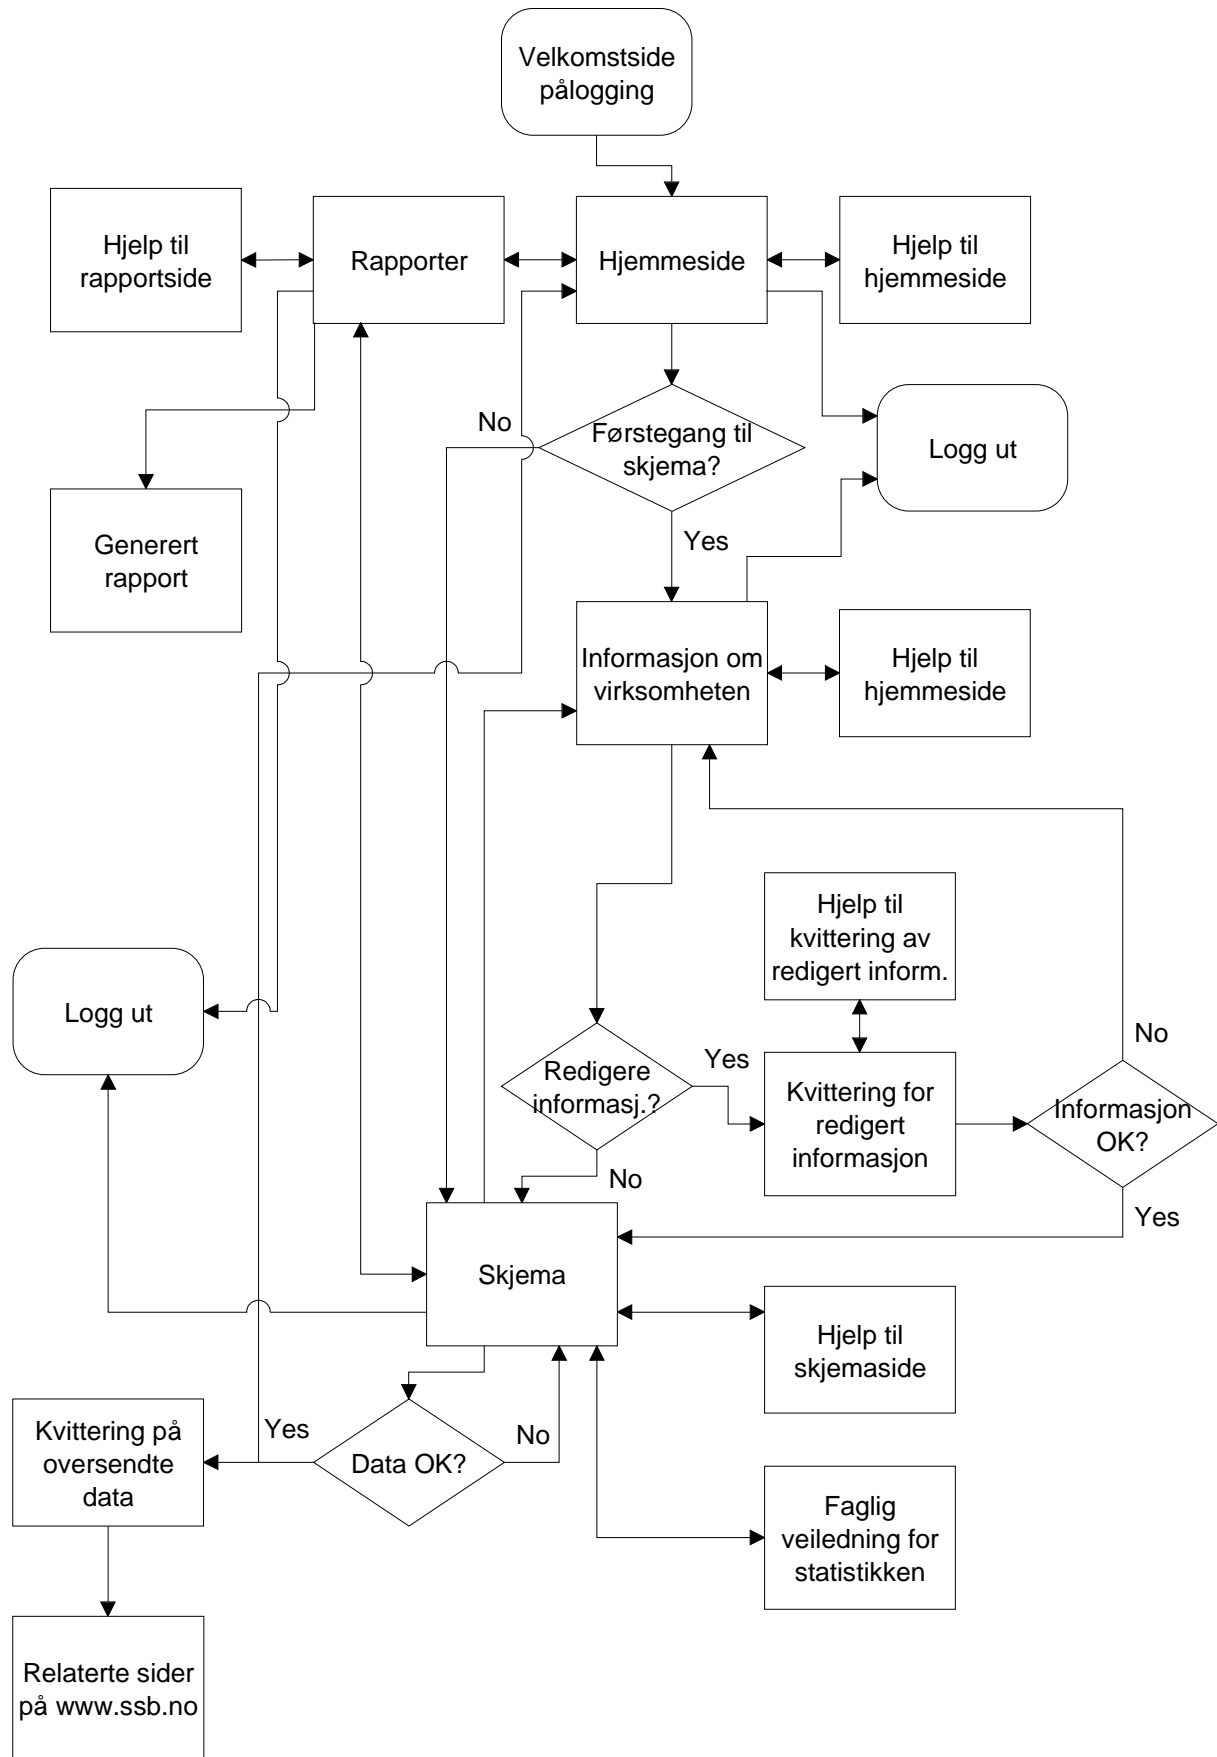 Velkomstside
pålogging
Hjelp til
rapportside
Rapporter
Hjemmeside
Hjelp til
hjemmeside
No
Førstegang til
skjema?
Logg ut
Generert
rapport
Yes
Informasjon om
virksomheten
Hjelp til
hjemmeside
Hjelp til
kvittering av
redigert inform.
Logg ut
Redigere
informasj.?
Yes
Kvittering for
redigert
informasjon
No
Informasjon
OK?
No
Yes
Skjema
Hjelp til
skjemaside
Kvittering på
oversendte
data
Yes
Data OK?
No
Faglig
veiledning for
statistikken
Relaterte sider
på www.ssb.no